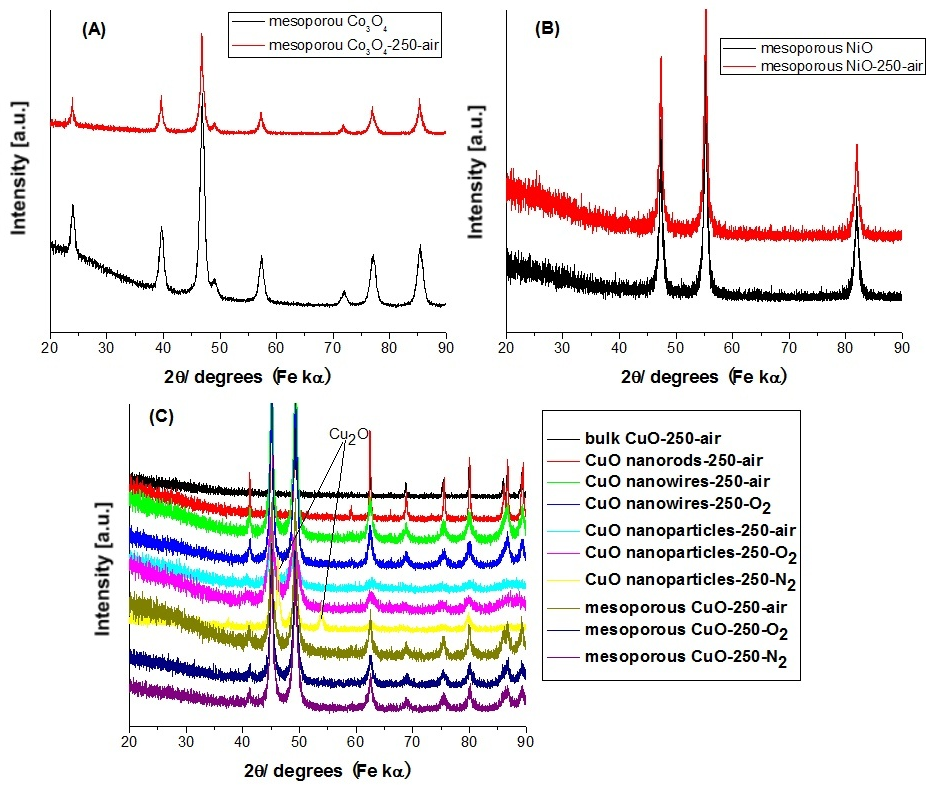 (A)
mesoporou Co3O4
mesoporou Co3O4-250-air
Intensity [a.u.]
20 30 40 50 60 70 80 90
2θ/ degrees (Fe kα)
(B)
mesoporous NiO
mesoporous NiO-250-air
Intensity [a.u.]
20 30 40 50 60 70 80 90
2θ/ degrees (Fe kα)
(C)
Cu2O
Intensity [a.u.]
20 30 40 50 60 70 80 90
2θ/ degrees (Fe kα)
bulk CuO-250-air
CuO nanorods-250-air
CuO nanowires-250-air
CuO nanowires-250-O2
CuO nanoparticles-250-air
CuO nanoparticles-250-O2
CuO nanoparticles-250-N2
mesoporous CuO-250-air
mesoporous CuO-250-O2
mesoporous CuO-250-N2